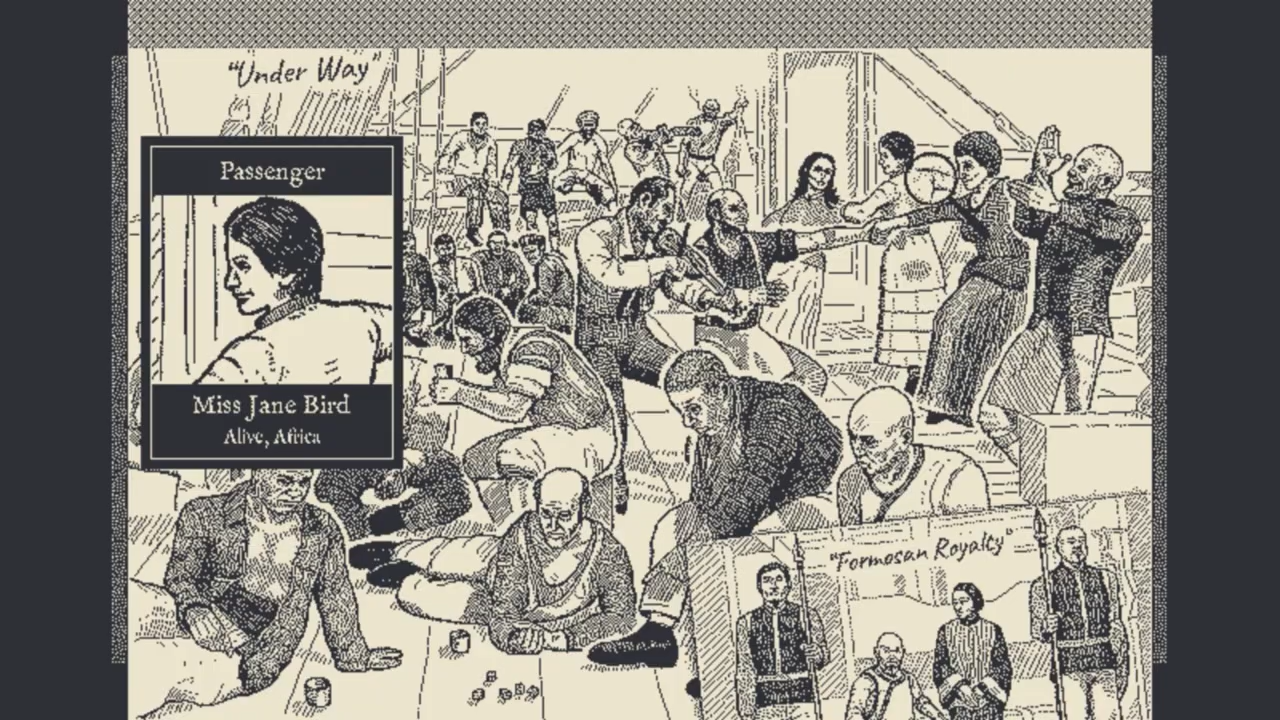 “Under Way”
Passenger
Miss Jane Bird
Alive, Africa
“Formosan Royalty”